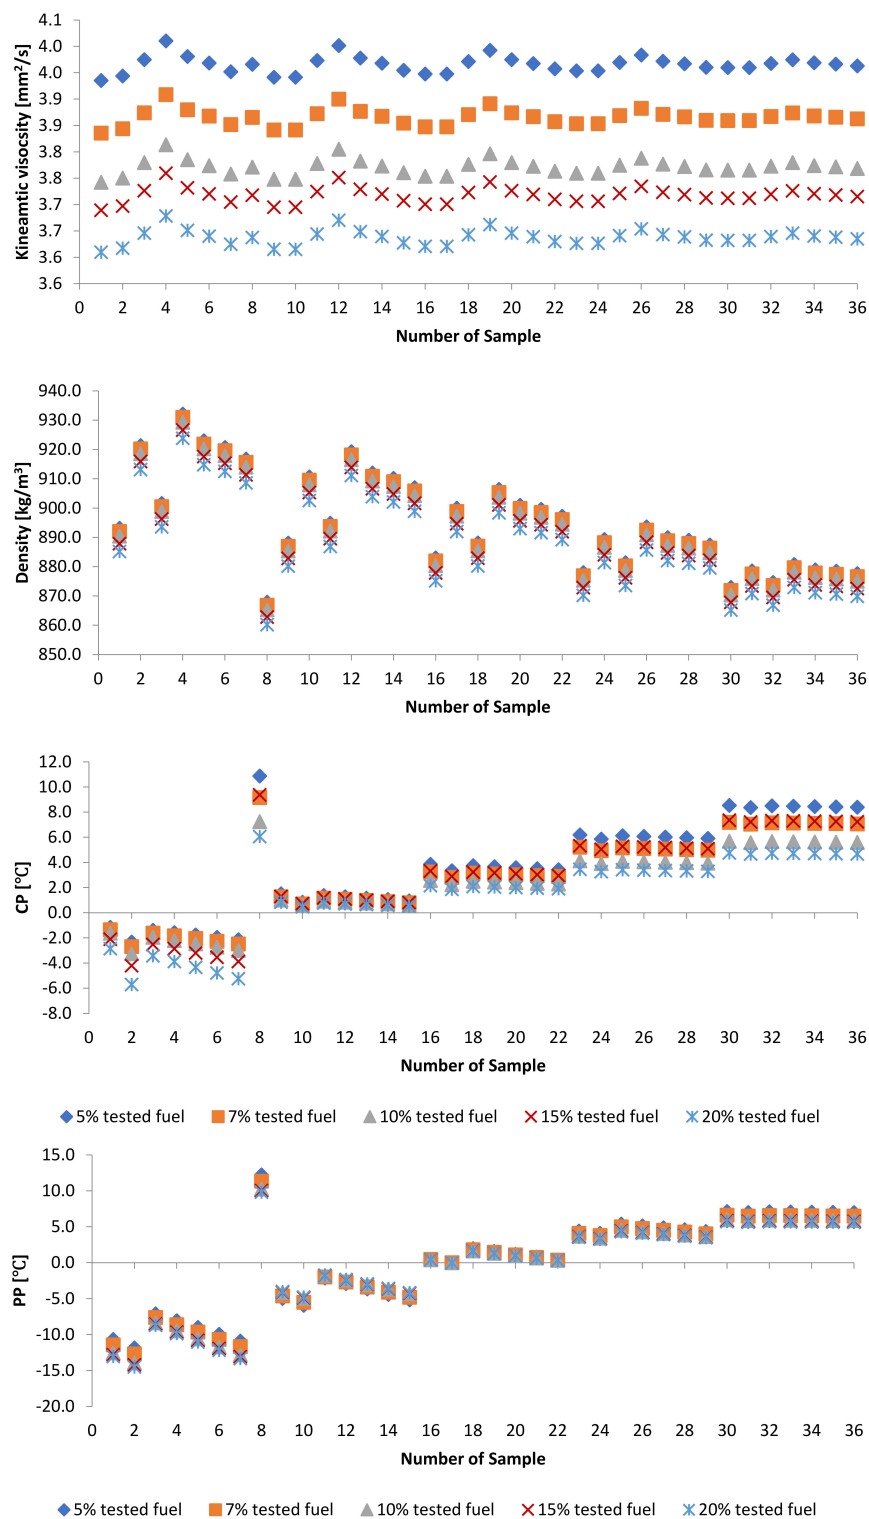 4.1
4.0
4.0
3.9
3.9
3.8
3.8
3.7
3.7
3.6
3.6
Kineamtic visocsity [mm²/s]
0 2 4 6 8 10 12 14 16 18 20 22 24 26 28 30 32 34 36
Number of Sample
940.0
930.0
920.0
910.0
900.0
890.0
880.0
870.0
860.0
850.0
Density [kg/m³]
0 2 4 6 8 10 12 14 16 18 20 22 24 26 28 30 32 34 36
Number of Sample
12.0
10.0
8.0
6.0
4.0
2.0
0.0
-2.0
-4.0
-6.0
-8.0
CP [°C]
0 2 4 6 8 10 12 14 16 18 20 22 24 26 28 30 32 34 36
Number of Sample
5% tested fuel 7% tested fuel 10% tested fuel 15% tested fuel 20% tested fuel
15.0
10.0
5.0
0.0
-5.0
-10.0
-15.0
-20.0
PP [°C]
0 2 4 6 8 10 12 14 16 18 20 22 24 26 28 30 32 34 36
Number of Sample
5% tested fuel 7% tested fuel 10% tested fuel 15% tested fuel 20% tested fuel